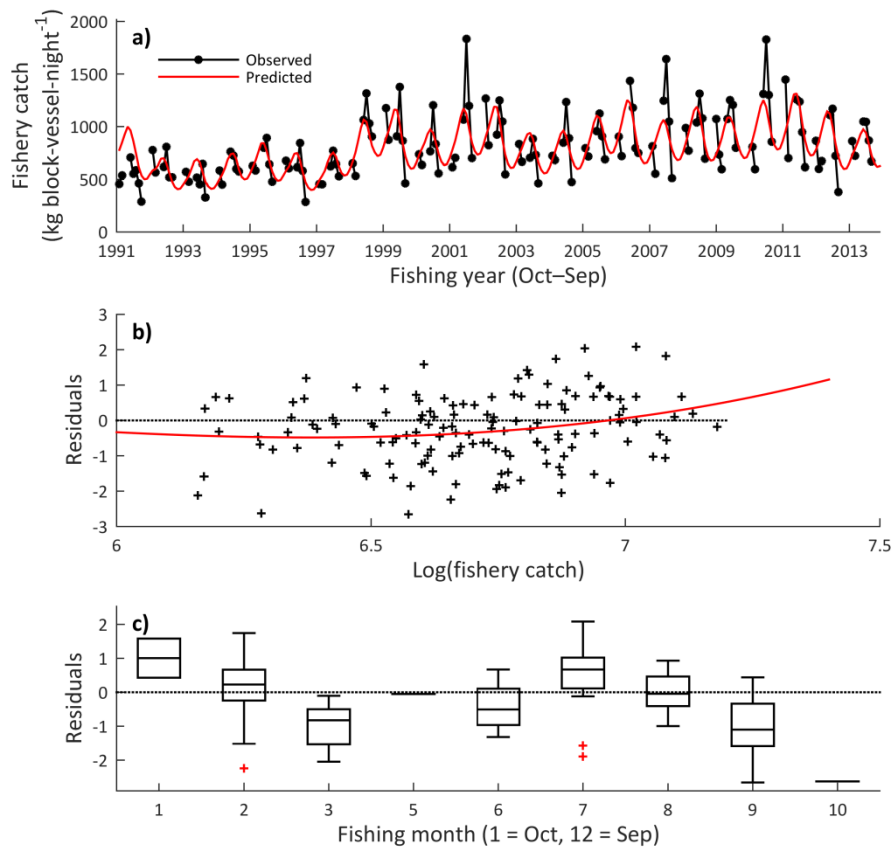 a)
Observed
Predicted
Fishery catch
(kg block-vessel-night⁻¹)
2000
1500
1000
500
0
1991 1993 1995 1997 1999 2001 2003 2005 2007 2009 2011 2013
Fishing year (Oct–Sep)
b)
Residuals
3
2
1
0
-1
-2
-3
6 6.5 7 7.5
Log(fishery catch)
c)
Residuals
2
1
0
-1
-2
1 2 3 5 6 7 8 9 10
Fishing month (1 = Oct, 12 = Sep)